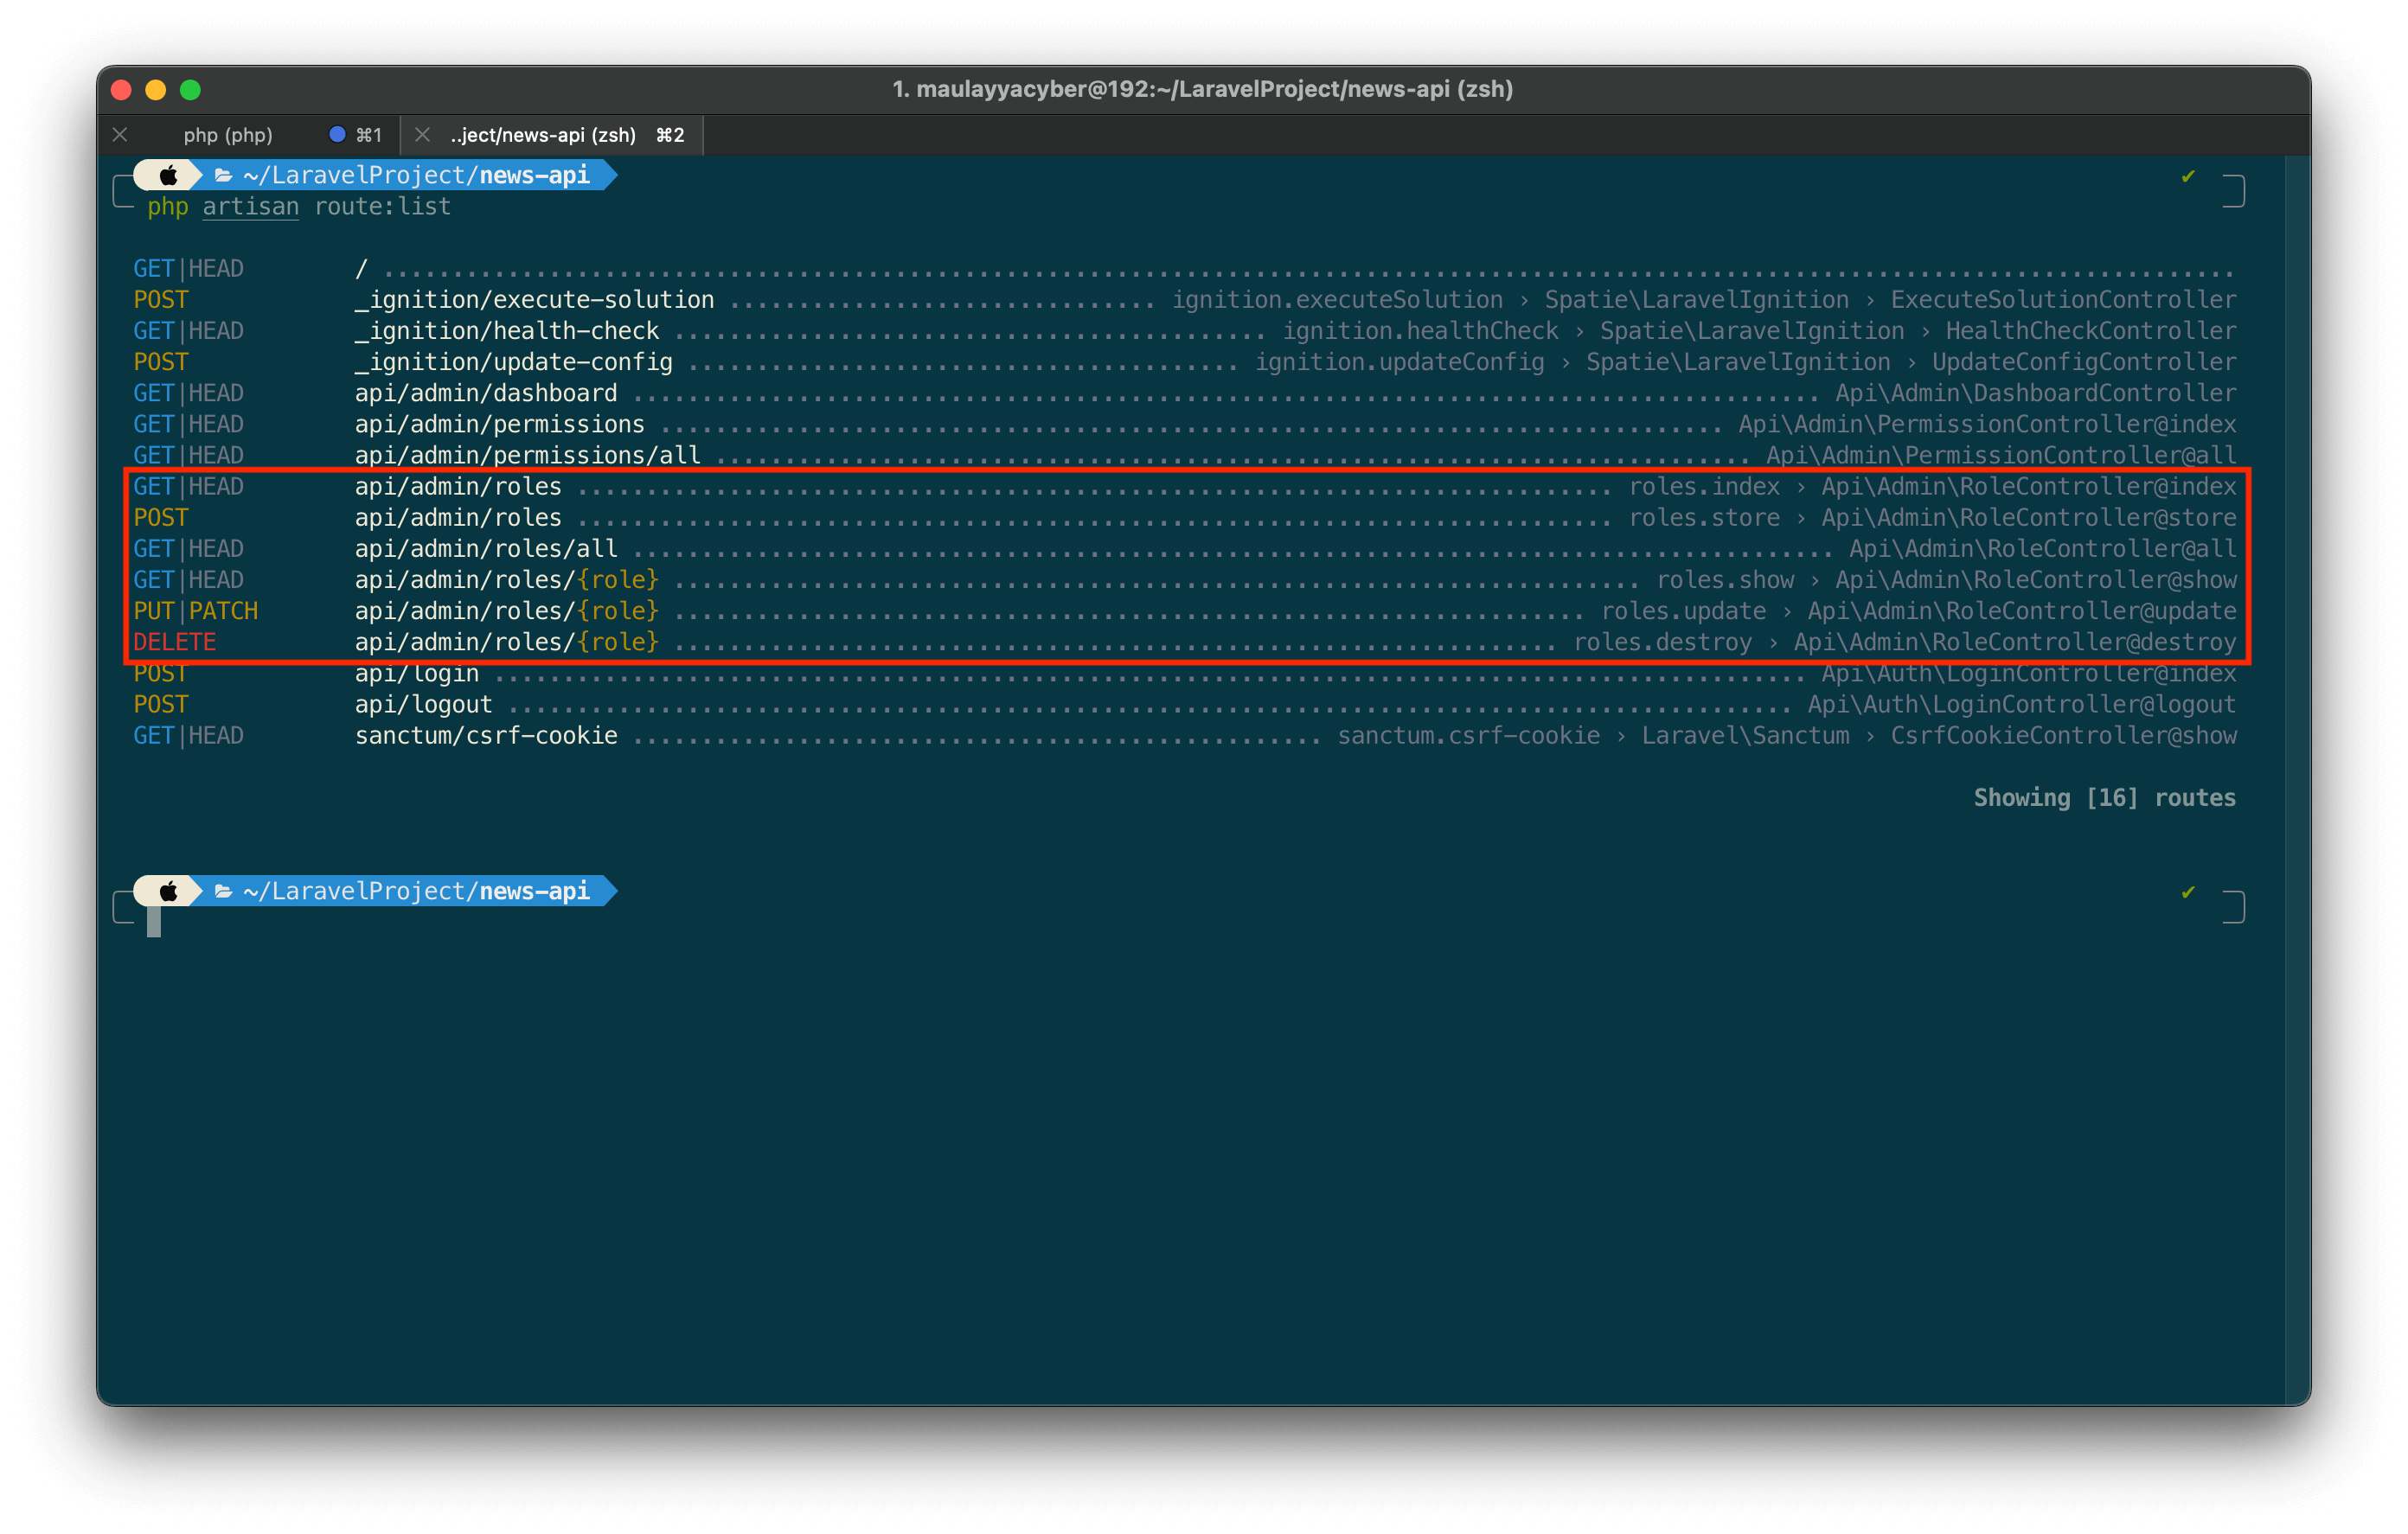 1. maulayyacyber@192:~/LaravelProject/news-api (zsh)
php (php) ⌘1 ..ject/news-api (zsh) ⌘2
~/LaravelProject/news-api ✔
php artisan route:list
GET|HEAD / ........................................................................................................................................
POST _ignition/execute-solution ............................... ignition.executeSolution › Spatie\LaravelIgnition › ExecuteSolutionController
GET|HEAD _ignition/health-check ........................................... ignition.healthCheck › Spatie\LaravelIgnition › HealthCheckController
POST _ignition/update-config ........................................ ignition.updateConfig › Spatie\LaravelIgnition › UpdateConfigController
GET|HEAD api/admin/dashboard ...................................................................................... Api\Admin\DashboardController
GET|HEAD api/admin/permissions ............................................................................. Api\Admin\PermissionController@index
GET|HEAD api/admin/permissions/all ........................................................................... Api\Admin\PermissionController@all
GET|HEAD api/admin/roles ........................................................................... roles.index › Api\Admin\RoleController@index
POST api/admin/roles ........................................................................... roles.store › Api\Admin\RoleController@store
GET|HEAD api/admin/roles/all ....................................................................................... Api\Admin\RoleController@all
GET|HEAD api/admin/roles/{role} ...................................................................... roles.show › Api\Admin\RoleController@show
PUT|PATCH api/admin/roles/{role} .................................................................. roles.update › Api\Admin\RoleController@update
DELETE api/admin/roles/{role} ................................................................ roles.destroy › Api\Admin\RoleController@destroy
POST api/login ............................................................................................... Api\Auth\LoginController@index
POST api/logout ............................................................................................. Api\Auth\LoginController@logout
GET|HEAD sanctum/csrf-cookie .................................................. sanctum.csrf-cookie › Laravel\Sanctum › CsrfCookieController@show
Showing [16] routes
~/LaravelProject/news-api ✔